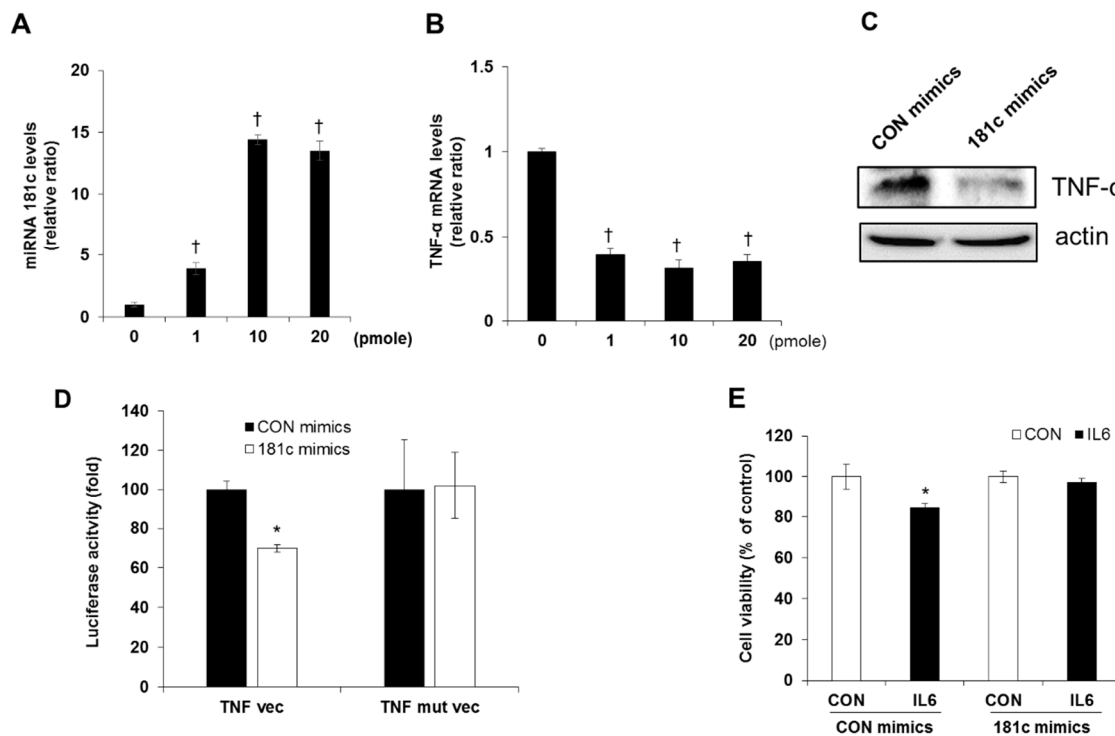 A
miRNA 181c levels
(relative ratio)
20
15
10
5
0
†
†
†
0 1 10 20 (pmole)
B
TNF-α mRNA levels
(relative ratio)
1.5
1
0.5
0
†
†
†
0 1 10 20 (pmole)
C
CON mimics
181c mimics
TNF-α
actin
D
Luciferase acitvity (fold)
140
120
100
80
60
40
20
0
CON mimics
181c mimics
*
TNF vec TNF mut vec
E
CON IL6
Cell viability (% of control)
120
100
80
60
40
20
0
*
CON IL6 CON IL6
CON mimics 181c mimics